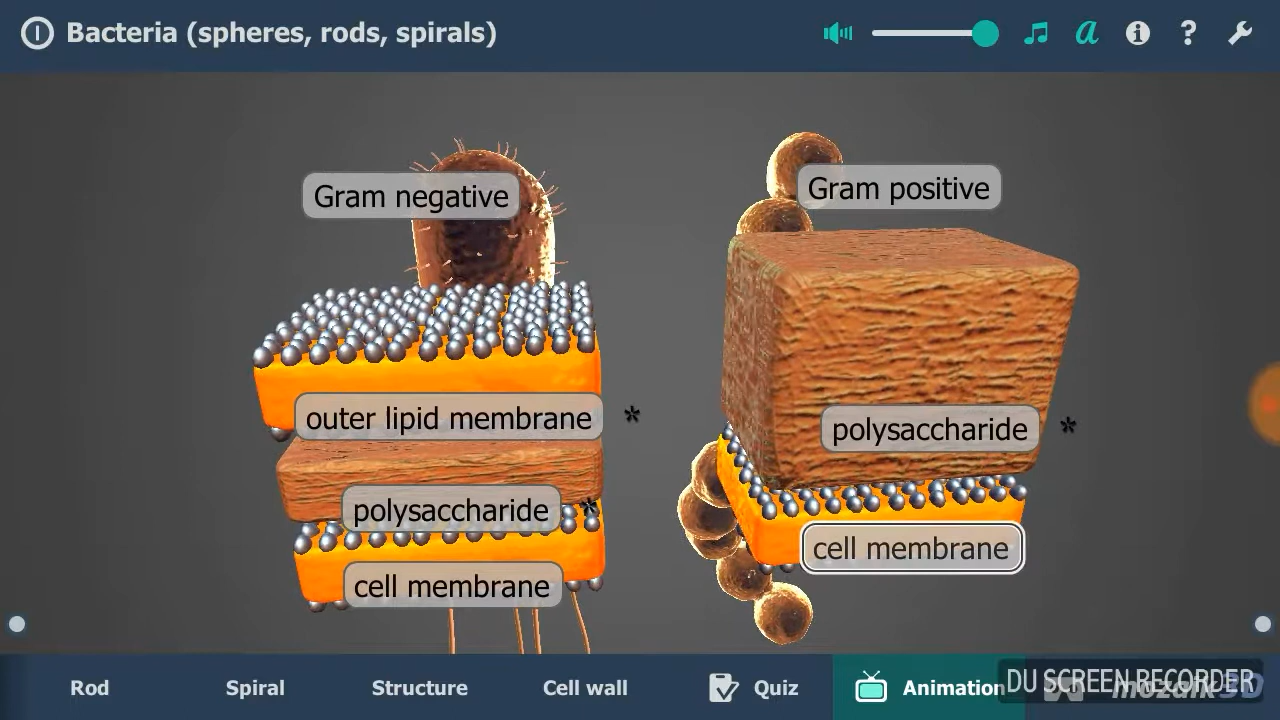 Bacteria (spheres, rods, spirals)
Gram negative
Gram positive
outer lipid membrane *
polysaccharide *
polysaccharide *
cell membrane
cell membrane
Rod Spiral Structure Cell wall Quiz Animation
DU SCREEN RECORDER
mozaik3D